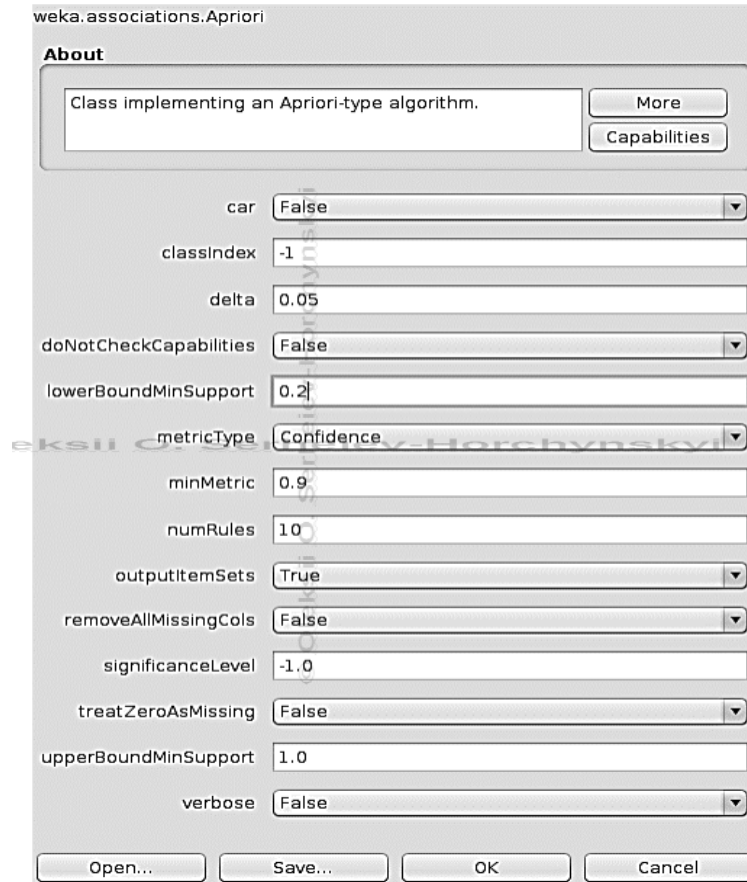 weka.associations.Apriori
About
Class implementing an Apriori-type algorithm.
More
Capabilities
car False
classIndex -1
delta 0.05
doNotCheckCapabilities False
lowerBoundMinSupport 0.2
metricType Confidence
minMetric 0.9
numRules 10
outputItemSets True
removeAllMissingCols False
significanceLevel -1.0
treatZeroAsMissing False
upperBoundMinSupport 1.0
verbose False
Open... Save... OK Cancel